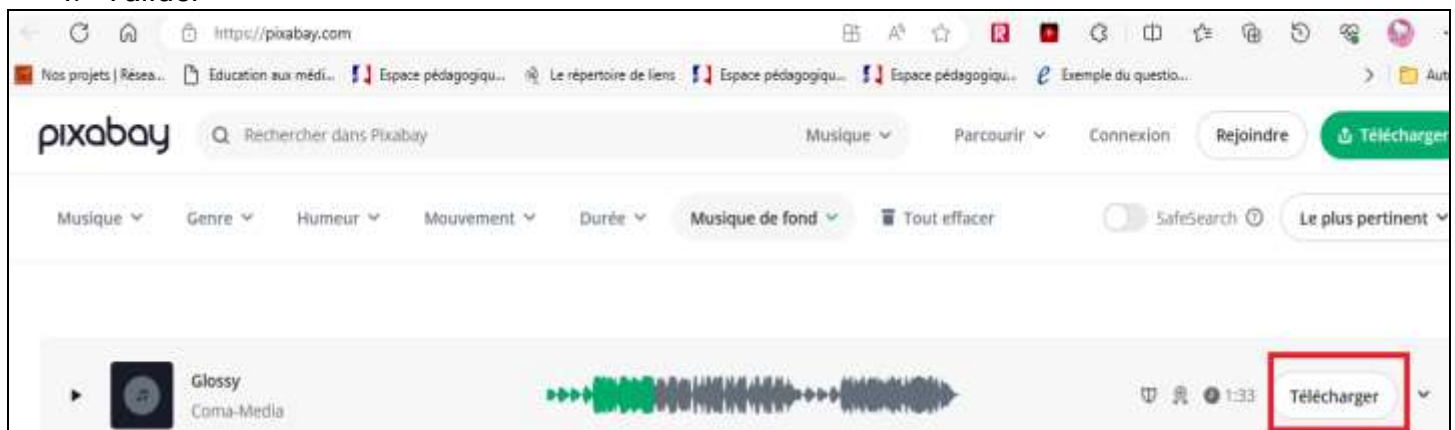 https://pixabay.com
Nos projets | Résea... Education aux médi... Espace pédagogiqu... Le répertoire de liens Espace pédagogiqu... Espace pédagogiqu... Exemple du questio... > Aut
pixabay Rechercher dans Pixabay Musique Parcourir Connexion Rejoindre Télécharger
Musique Genre Humeur Mouvement Durée Musique de fond Tout effacer SafeSearch Le plus pertinent
Glossy
Coma-Media 1:33 Télécharger